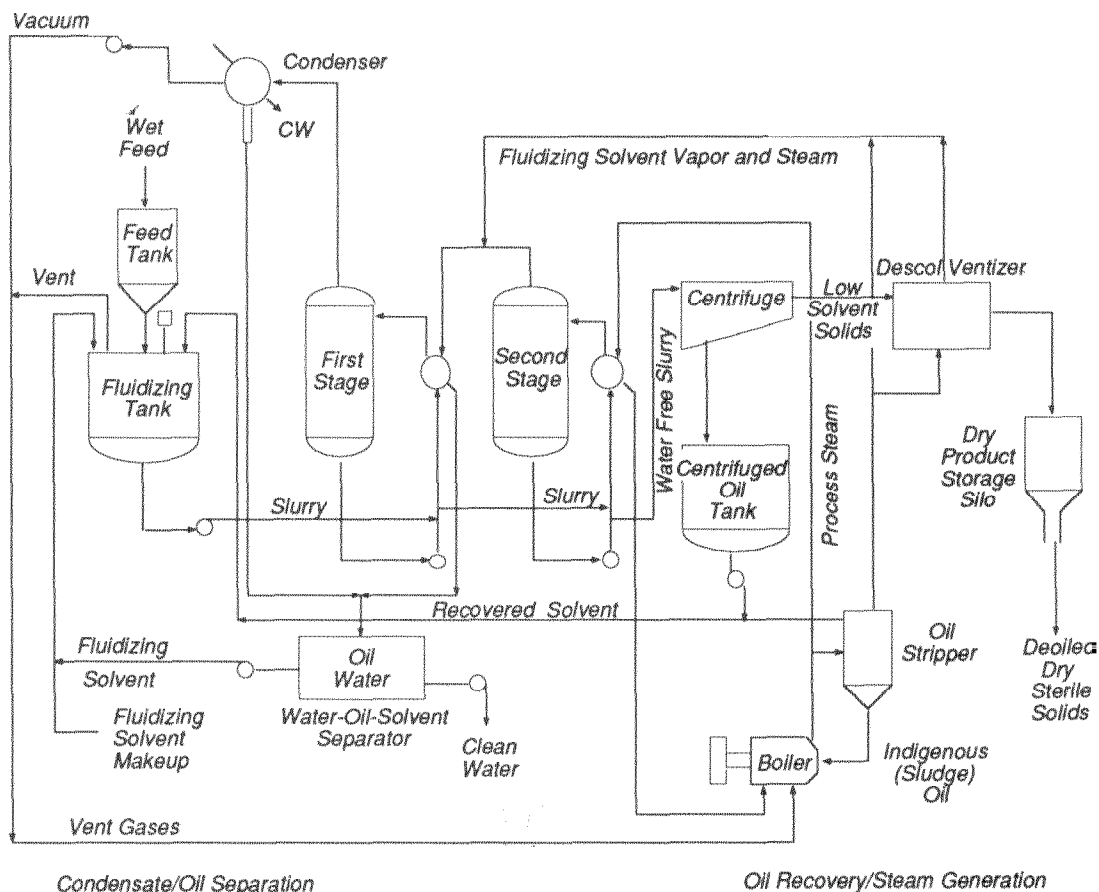 Vacuum
Condenser
CW
Wet
Feed
Fluidizing Solvent Vapor and Steam
Feed
Tank
Vent
Descol Ventizer
Centrifuge
Low
Solvent
Solids
First
Stage
Second
Stage
Fluidizing
Tank
Water Free Slurry
Process Steam
Dry
Product
Storage
Silo
Centrifuged
Oil
Tank
Slurry
Slurry
Recovered Solvent
Oil
Stripper
Fluidizing
Solvent
Oil
Water
Deoiled
Dry
Sterile
Solids
Water-Oil-Solvent
Separator
Fluidizing
Solvent
Makeup
Clean
Water
Boiler
Indigenous
(Sludge)
Oil
Vent Gases
Condensate/Oil Separation
Oil Recovery/Steam Generation